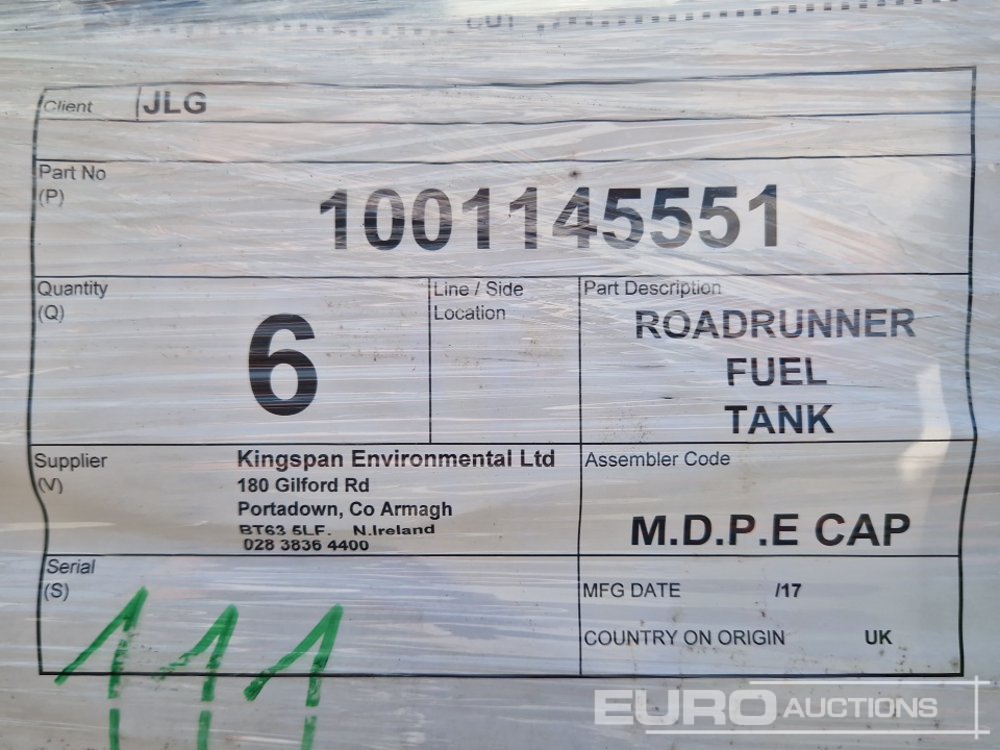 Client JLG
Part No
(P)
1001145551
Quantity
(Q)
6
Line / Side
Location
Part Description
ROADRUNNER
FUEL
TANK
Supplier
(V)
Kingspan Environmental Ltd
180 Gilford Rd
Portadown, Co Armagh
BT63 5LF. N.Ireland
028 3836 4400
Assembler Code
M.D.P.E CAP
Serial
(S)
111
MFG DATE /17
COUNTRY ON ORIGIN UK
EURO AUCTIONS